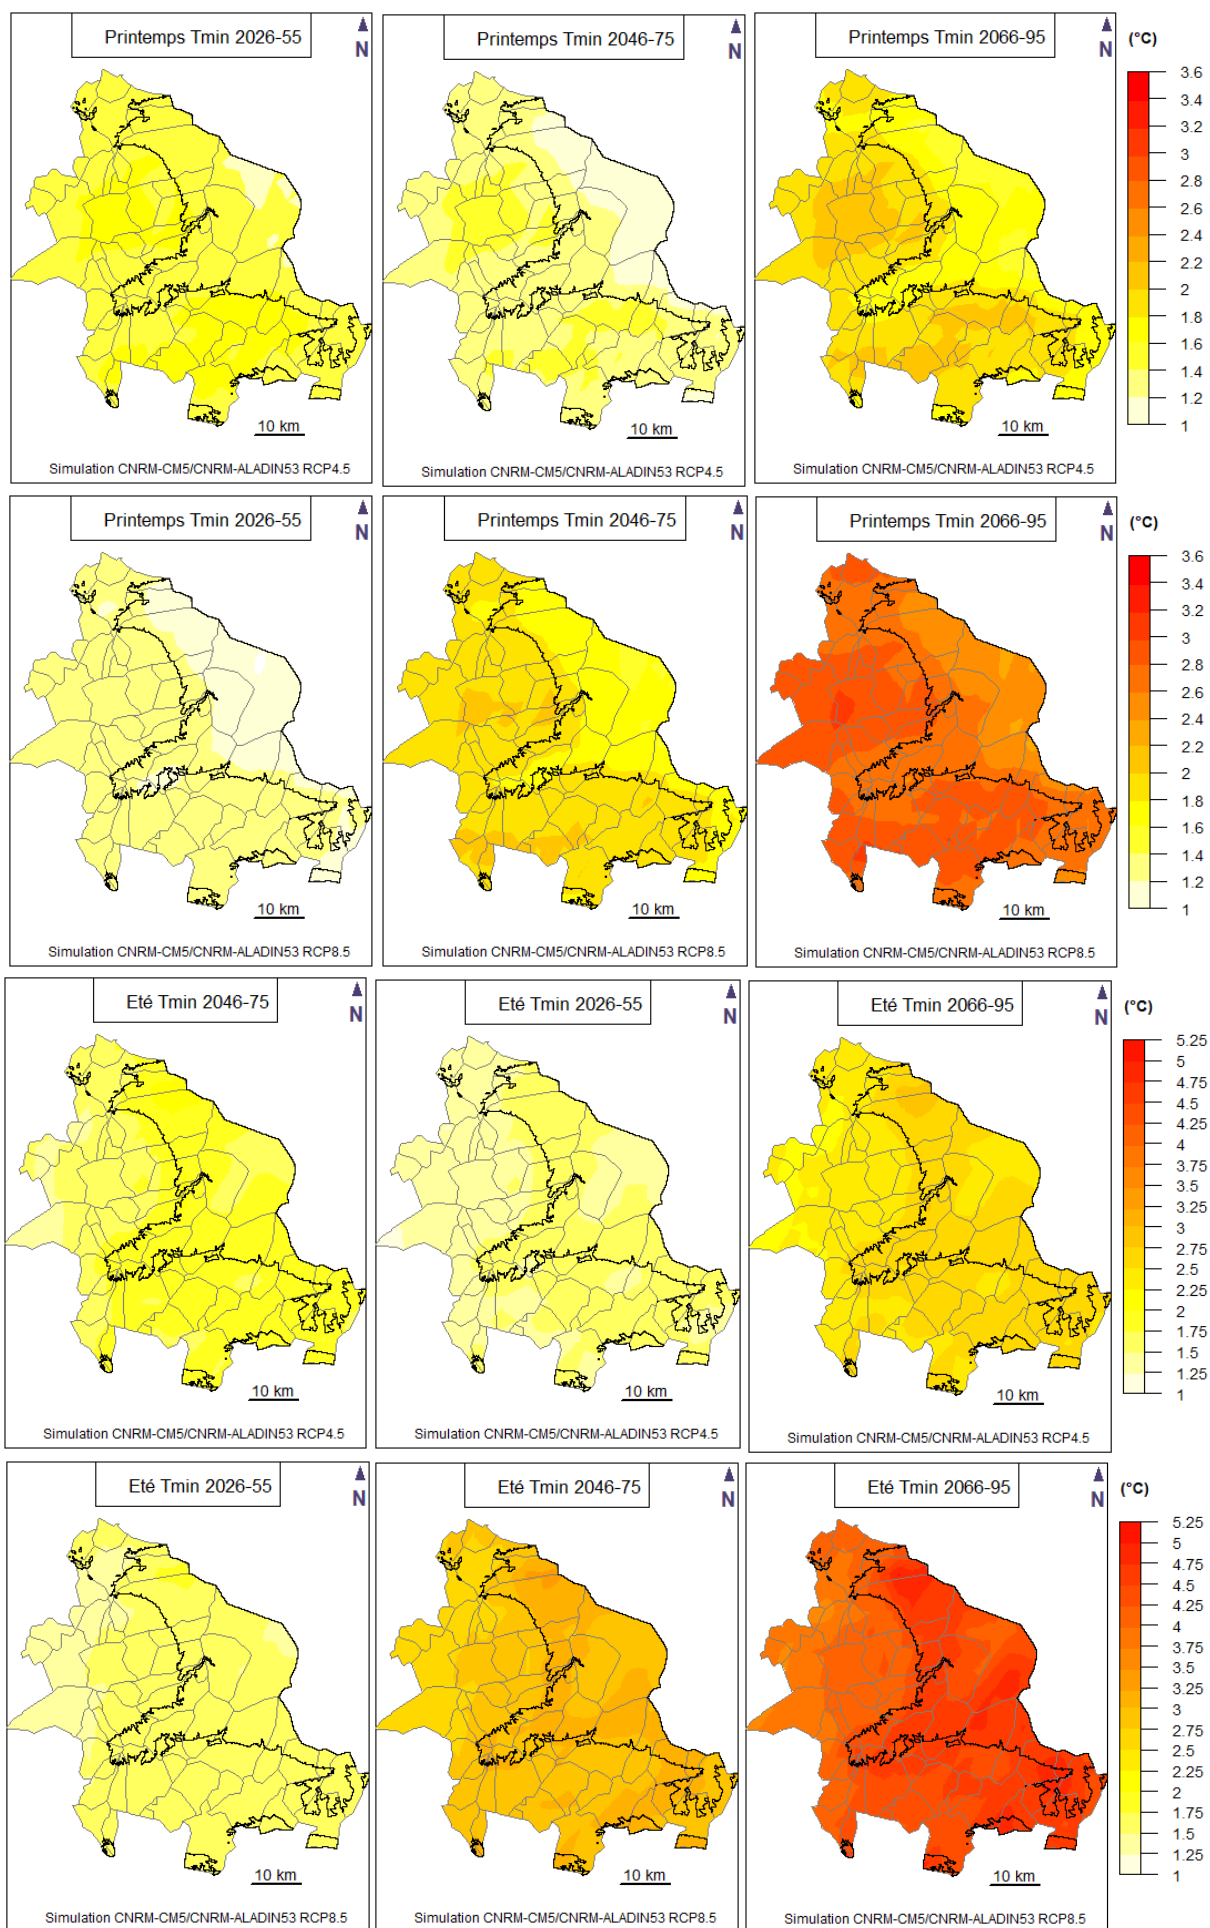 Printemps Tmin 2026-55
N
Printemps Tmin 2046-75
N
Printemps Tmin 2066-95
N
(°C)
3.6
3.4
3.2
3
2.8
2.6
2.4
2.2
2
1.8
1.6
1.4
1.2
1
10 km
10 km
10 km
Simulation CNRM-CM5/CNRM-ALADIN53 RCP4.5
Simulation CNRM-CM5/CNRM-ALADIN53 RCP4.5
Simulation CNRM-CM5/CNRM-ALADIN53 RCP4.5
Printemps Tmin 2026-55
N
Printemps Tmin 2046-75
N
Printemps Tmin 2066-95
N
(°C)
3.6
3.4
3.2
3
2.8
2.6
2.4
2.2
2
1.8
1.6
1.4
1.2
1
10 km
10 km
10 km
Simulation CNRM-CM5/CNRM-ALADIN53 RCP8.5
Simulation CNRM-CM5/CNRM-ALADIN53 RCP8.5
Simulation CNRM-CM5/CNRM-ALADIN53 RCP8.5
Eté Tmin 2046-75
N
Eté Tmin 2026-55
N
Eté Tmin 2066-95
N
(°C)
5.25
5
4.75
4.5
4.25
4
3.75
3.5
3.25
3
2.75
2.5
2.25
2
1.75
1.5
1.25
1
10 km
10 km
10 km
Simulation CNRM-CM5/CNRM-ALADIN53 RCP4.5
Simulation CNRM-CM5/CNRM-ALADIN53 RCP4.5
Simulation CNRM-CM5/CNRM-ALADIN53 RCP4.5
Eté Tmin 2026-55
N
Eté Tmin 2046-75
N
Eté Tmin 2066-95
N
(°C)
5.25
5
4.75
4.5
4.25
4
3.75
3.5
3.25
3
2.75
2.5
2.25
2
1.75
1.5
1.25
1
10 km
10 km
10 km
Simulation CNRM-CM5/CNRM-ALADIN53 RCP8.5
Simulation CNRM-CM5/CNRM-ALADIN53 RCP8.5
Simulation CNRM-CM5/CNRM-ALADIN53 RCP8.5